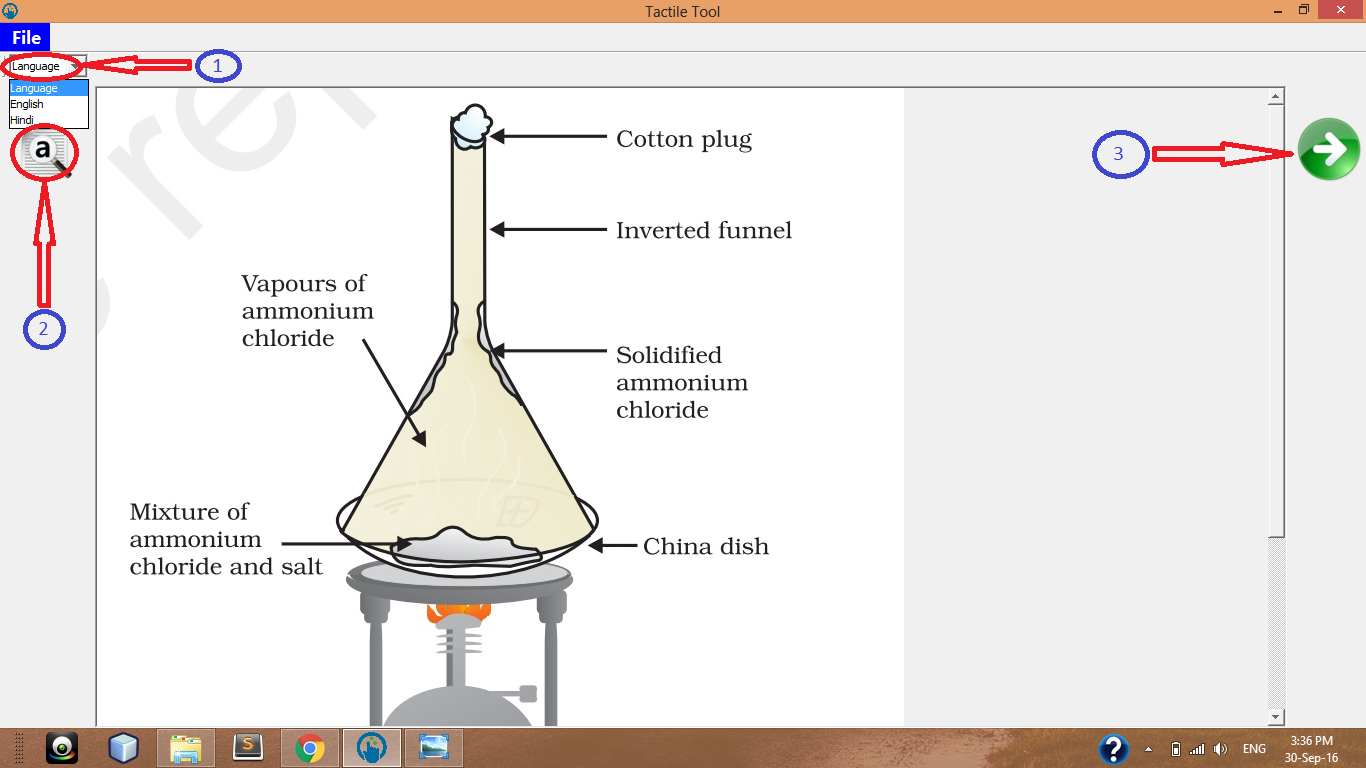 Tactile Tool
File
Language
1
Language
English
Hindi
a
2
3
Cotton plug
Inverted funnel
Vapours of
ammonium
chloride
Solidified
ammonium
chloride
Mixture of
ammonium
chloride and salt
China dish
S
?
ENG
3:36 PM
30-Sep-16